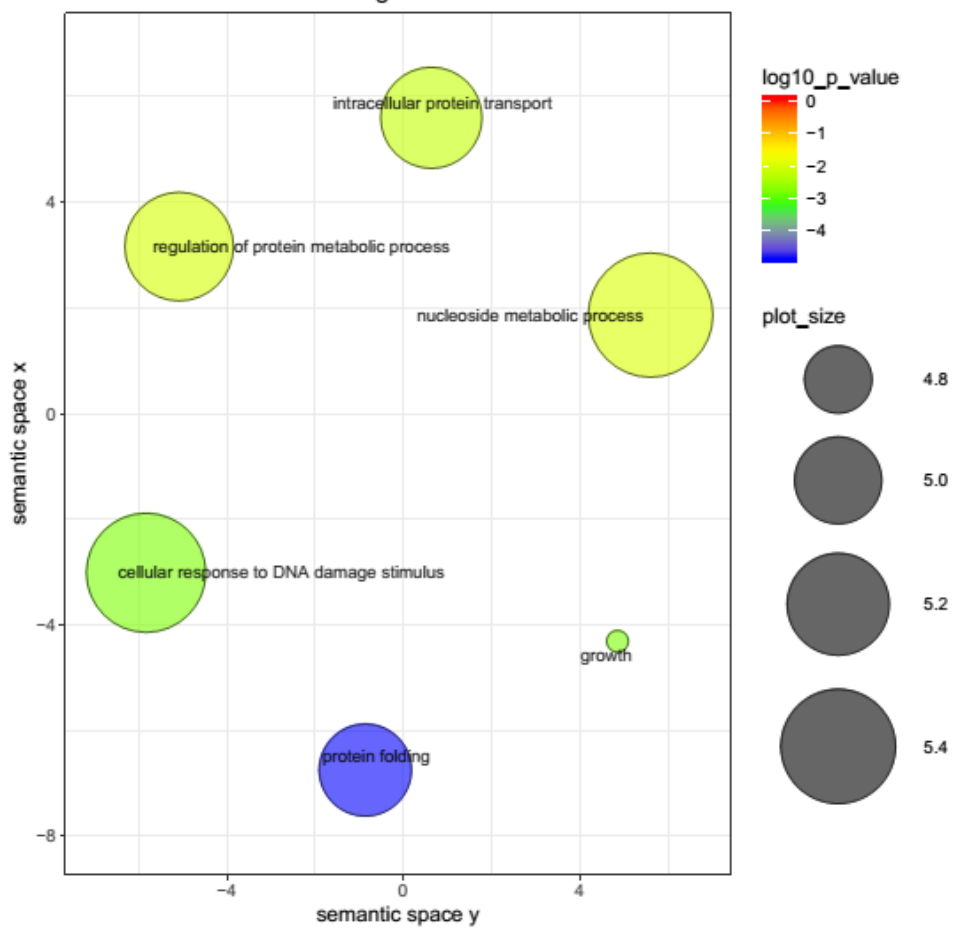 intracellular protein transport
regulation of protein metabolic process
nucleoside metabolic process
cellular response to DNA damage stimulus
growth
protein folding
4
0
−4
−8
semantic space x
−4
0
4
semantic space y
log10_p_value
0
−1
−2
−3
−4
plot_size
4.8
5.0
5.2
5.4